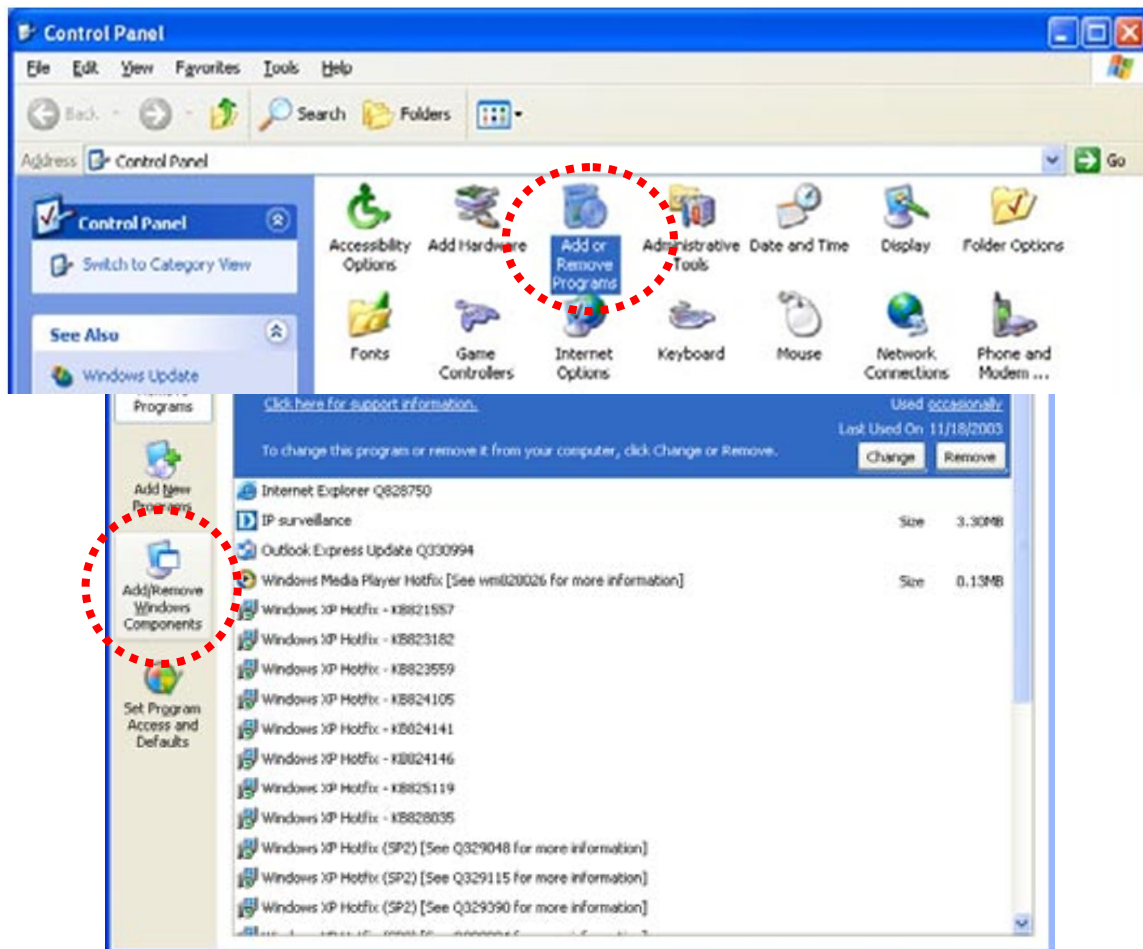 Control Panel
File Edit View Favorites Tools Help
Back Search Folders
Address Control Panel Go
Control Panel
Switch to Category View
See Also
Windows Update
Accessibility Options
Add Hardware
Add or Remove Programs
Administrative Tools
Date and Time
Display
Folder Options
Fonts
Game Controllers
Internet Options
Keyboard
Mouse
Network Connections
Phone and Modem ...
Remove
Programs
Add New
Programs
Add/Remove
Windows
Components
Set Program
Access and
Defaults
Click here for support information.
Used occasionally
Last Used On 11/18/2003
To change this program or remove it from your computer, click Change or Remove.
Change Remove
Internet Explorer Q828750
IP surveillance Size 3.30MB
Outlook Express Update Q330994
Windows Media Player Hotfix [See wm828026 for more information] Size 0.13MB
Windows XP Hotfix - KB821557
Windows XP Hotfix - KB823182
Windows XP Hotfix - KB823559
Windows XP Hotfix - KB824105
Windows XP Hotfix - KB824141
Windows XP Hotfix - KB824146
Windows XP Hotfix - KB825119
Windows XP Hotfix - KB828035
Windows XP Hotfix (SP2) [See Q329048 for more information]
Windows XP Hotfix (SP2) [See Q329115 for more information]
Windows XP Hotfix (SP2) [See Q329390 for more information]